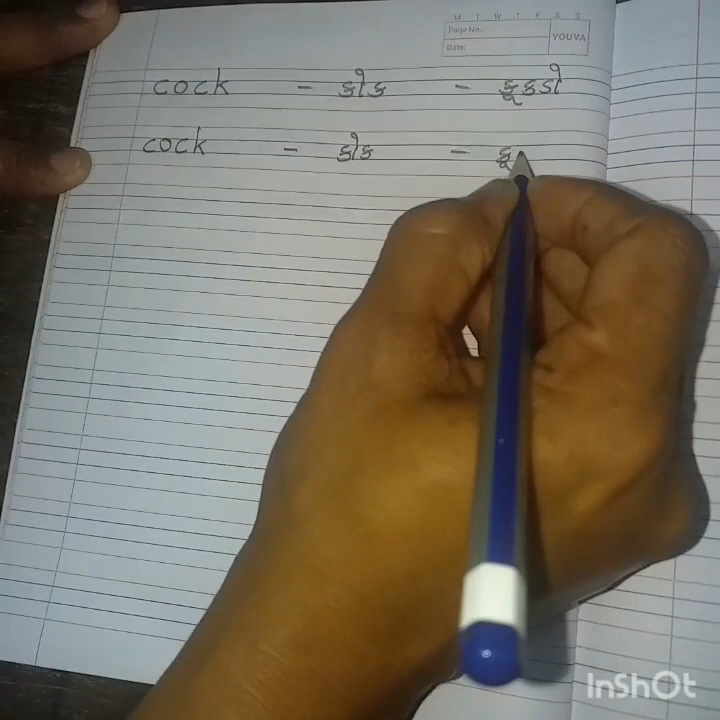 M T W T F S S
Page No.:
Date:
YOUVA
cock - કોક - કૂકડો
cock - કોક - કૂ
InShOt